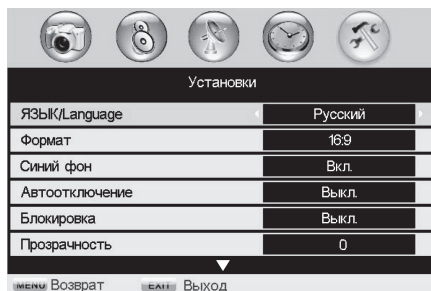 Установки
ЯЗЫК/Language Русский
Формат 16:9
Синий фон Вкл.
Автоотключение Выкл.
Блокировка Выкл.
Прозрачность 0
MENU Возврат EXIT Выход